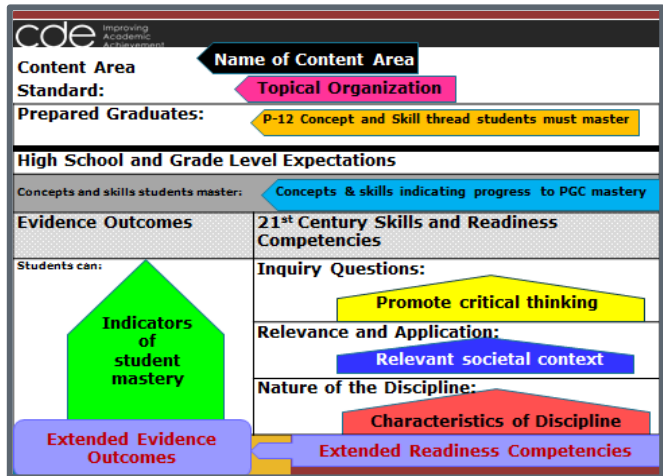 cde Improving
Academic
Achievement
Content Area
Name of Content Area
Standard:
Topical Organization
Prepared Graduates:
P-12 Concept and Skill thread students must master
High School and Grade Level Expectations
Concepts and skills students master:
Concepts & skills indicating progress to PGC mastery
Evidence Outcomes
21st Century Skills and Readiness
Competencies
Students can:
Indicators
of
student
mastery
Inquiry Questions:
Promote critical thinking
Relevance and Application:
Relevant societal context
Nature of the Discipline:
Characteristics of Discipline
Extended Evidence
Outcomes
Extended Readiness Competencies